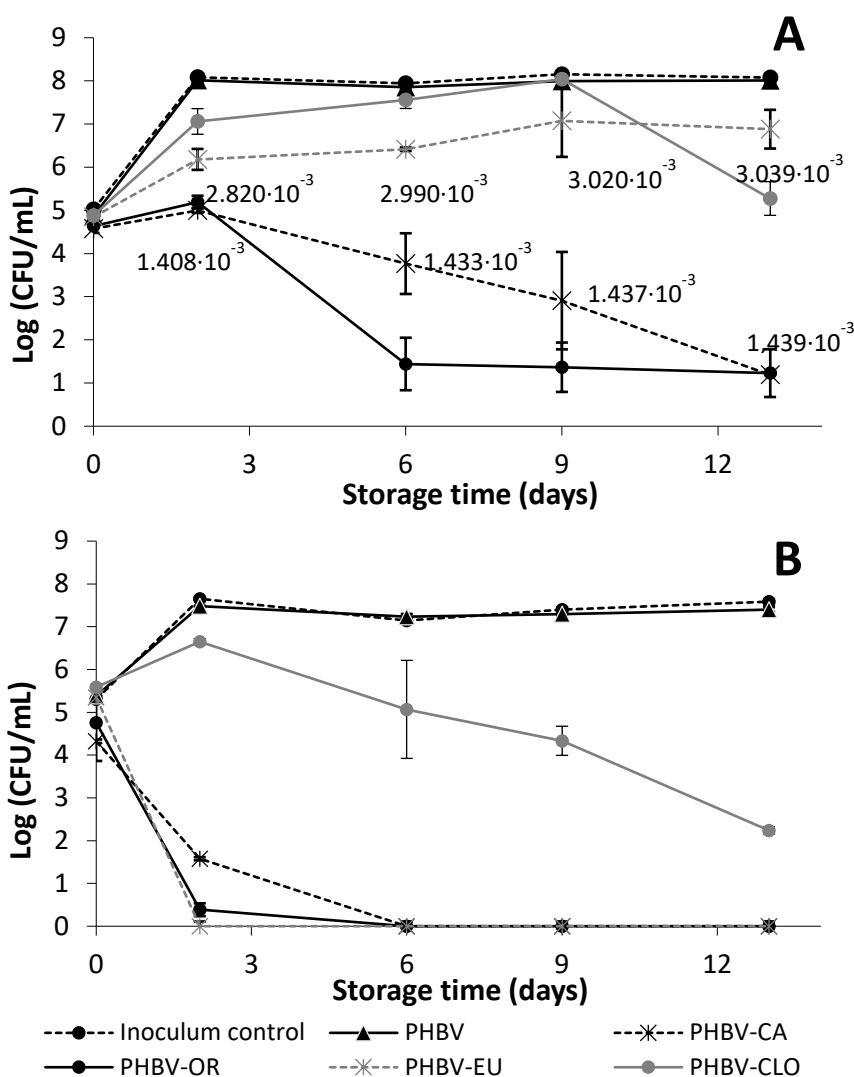 A
9
8
7
6
5
4
3
2
1
0
Log (CFU/mL)
2.820·10⁻³
2.990·10⁻³
3.020·10⁻³
3.039·10⁻³
1.408·10⁻³
1.433·10⁻³
1.437·10⁻³
1.439·10⁻³
0 3 6 9 12
Storage time (days)
B
9
8
7
6
5
4
3
2
1
0
Log (CFU/mL)
0 3 6 9 12
Storage time (days)
Inoculum control PHBV PHBV-CA
PHBV-OR PHBV-EU PHBV-CLO